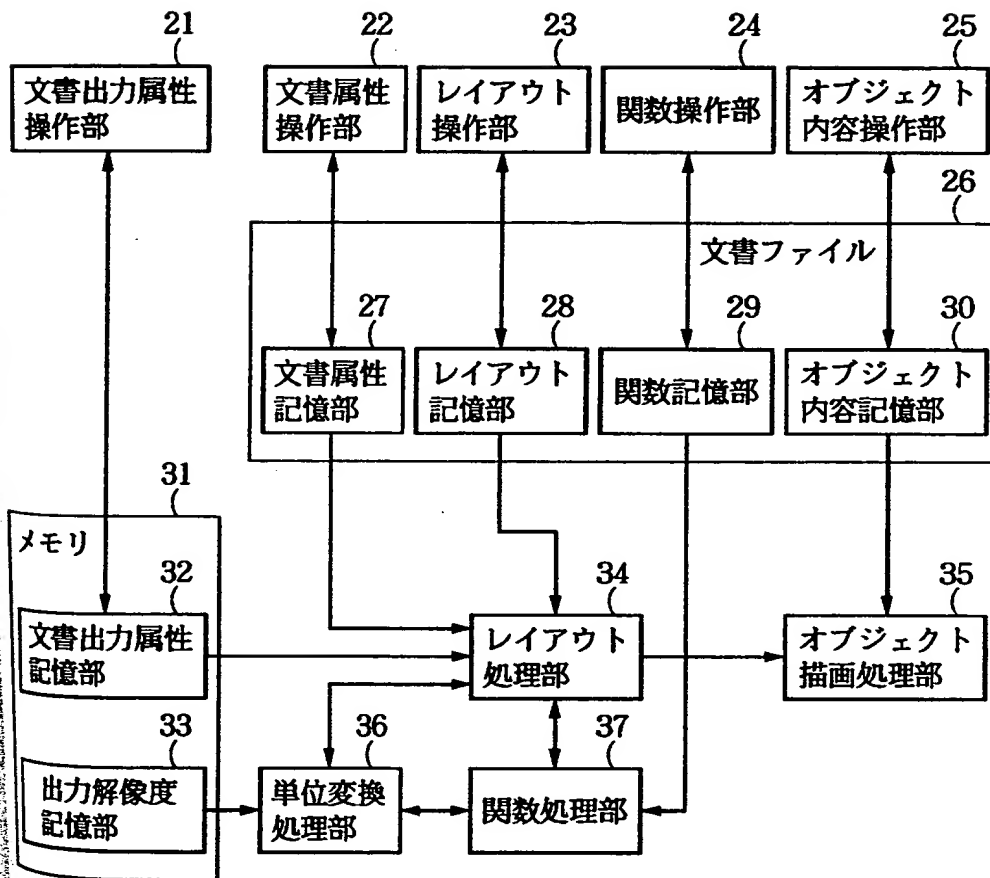 21
22
23
24
25
文書出力属性
操作部
文書属性
操作部
レイアウト
操作部
関数操作部
オブジェクト
内容操作部
26
文書ファイル
27
28
29
30
文書属性
記憶部
レイアウト
記憶部
関数記憶部
オブジェクト
内容記憶部
31
メモリ
32
34
35
文書出力属性
記憶部
レイアウト
処理部
オブジェクト
描画処理部
33
36
37
出力解像度
記憶部
単位変換
処理部
関数処理部